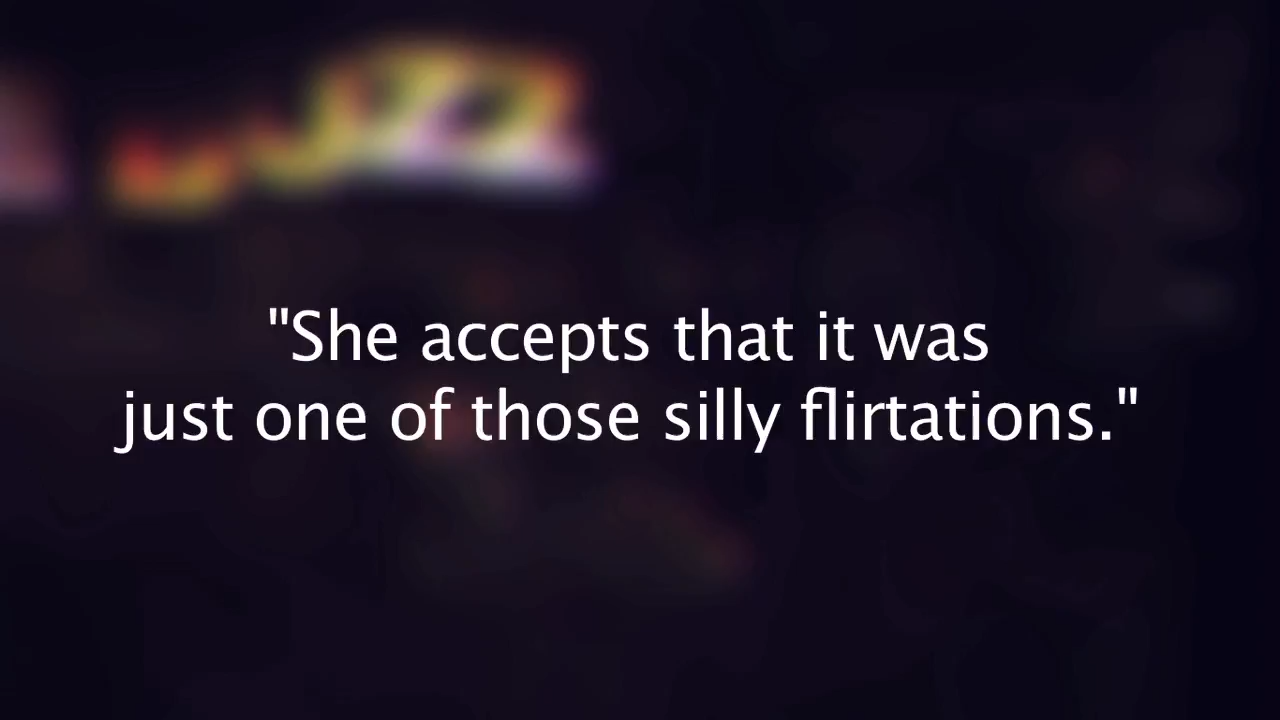 "She accepts that it was
just one of those silly flirtations."